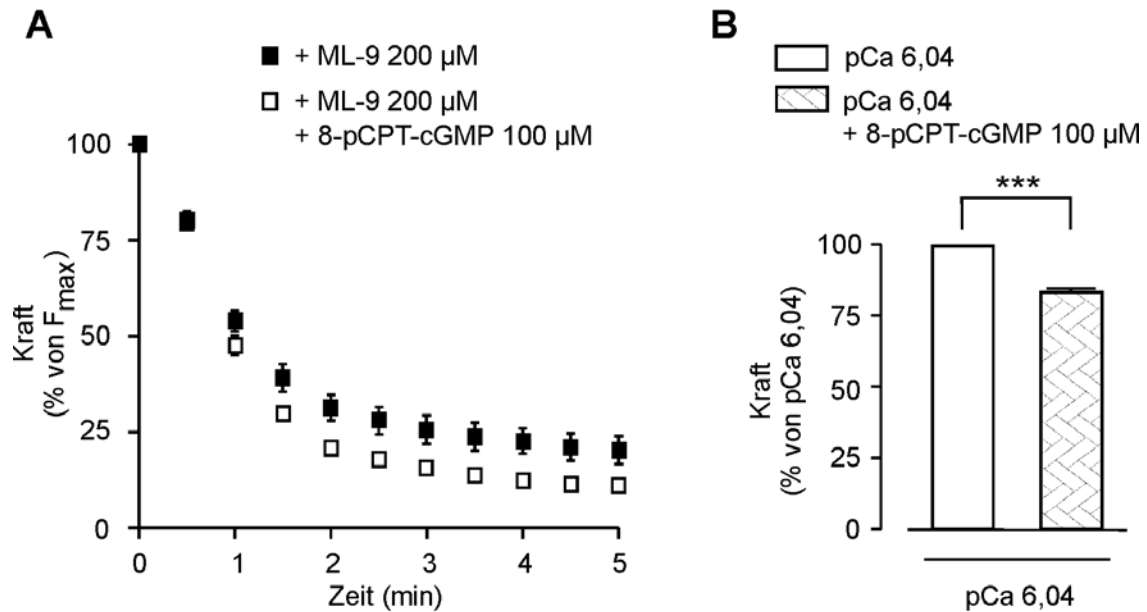 A
+ ML-9 200 µM
+ ML-9 200 µM
+ 8-pCPT-cGMP 100 µM
100
75
50
25
0
Kraft
(% von Fmax)
0 1 2 3 4 5
Zeit (min)
B
pCa 6,04
pCa 6,04
+ 8-pCPT-cGMP 100 µM
***
100
75
50
25
0
Kraft
(% von pCa 6,04)
pCa 6,04